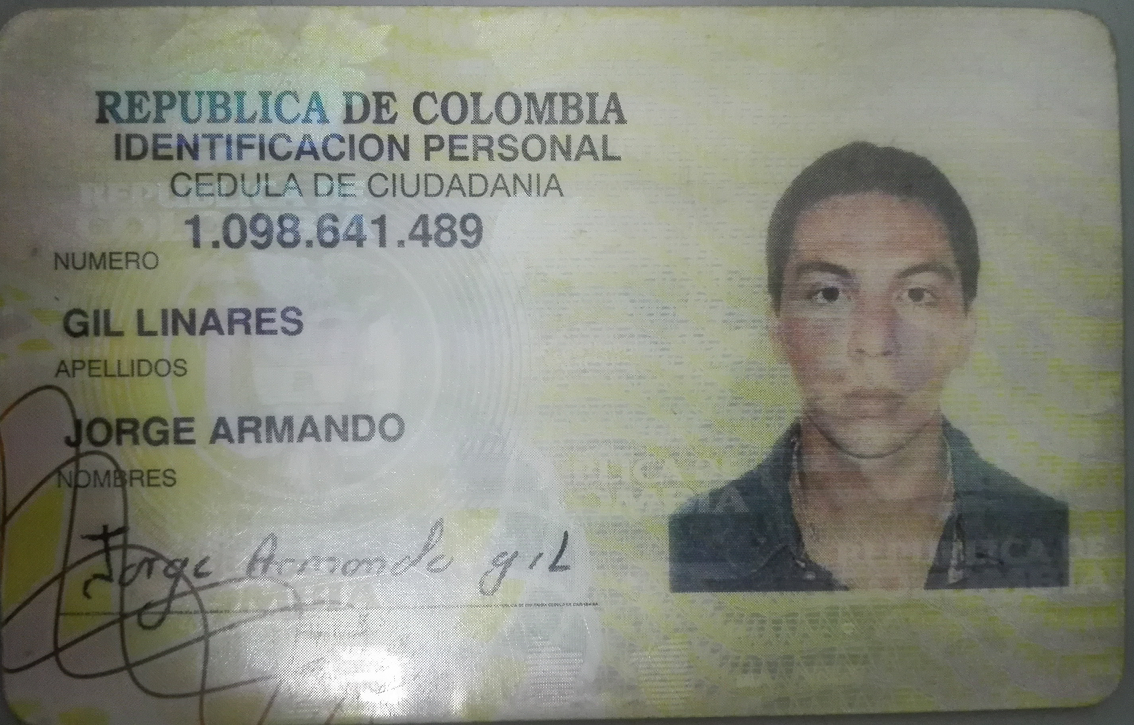 REPUBLICA DE COLOMBIA
IDENTIFICACION PERSONAL
CEDULA DE CIUDADANIA
1.098.641.489
NUMERO
GIL LINARES
APELLIDOS
JORGE ARMANDO
NOMBRES
Jorge Armando gil